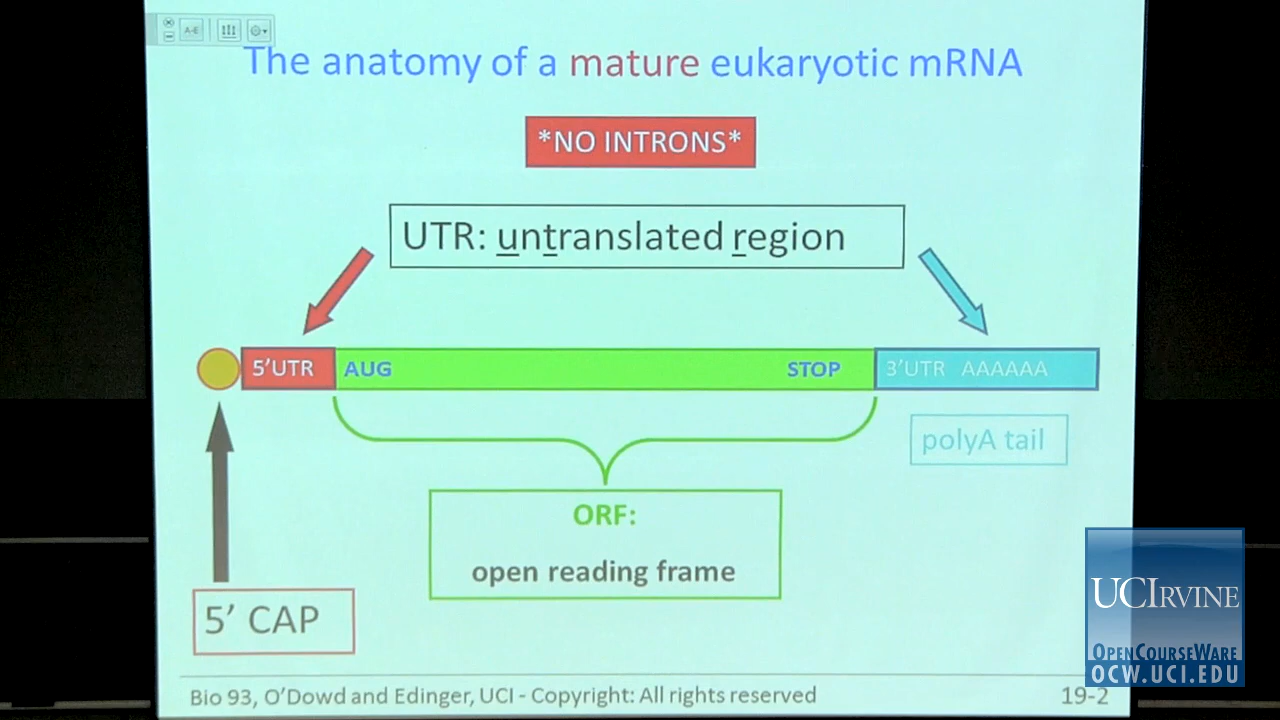 A-B
The anatomy of a mature eukaryotic mRNA
*NO INTRONS*
UTR: untranslated region
5'UTR AUG STOP 3'UTR AAAAAA
polyA tail
ORF:
open reading frame
5' CAP
Bio 93, O'Dowd and Edinger, UCI - Copyright: All rights reserved 19-2
UCIRVINE
OPENCOURSEWARE
OCW.UCI.EDU